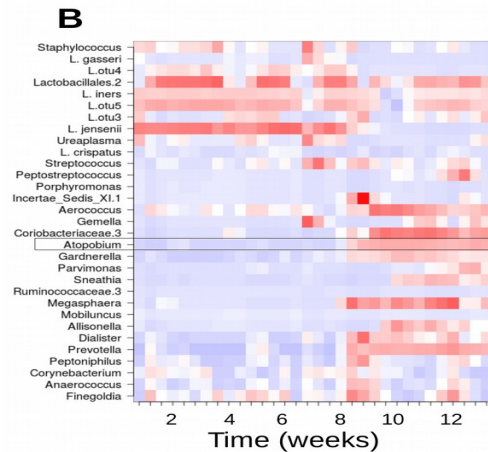 B
Staphylococcus
L. gasseri
L.otu4
Lactobacillales.2
L. iners
L.otu5
L.otu3
L. jensenii
Ureaplasma
L. crispatus
Streptococcus
Peptostreptococcus
Porphyromonas
Incertae_Sedis_XI.1
Aerococcus
Gemella
Coriobacteriaceae.3
Atopobium
Gardnerella
Parvimonas
Sneathia
Ruminococcaceae.3
Megasphaera
Mobiluncus
Allisonella
Dialister
Prevotella
Peptoniphilus
Corynebacterium
Anaerococcus
Finegoldia
2 4 6 8 10 12
Time (weeks)